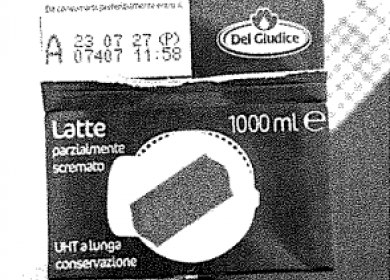 Da consumarsi preferibilmente entro il:
A 23 07 27 (P)
07407 11:58
Del Giudice
Latte
parzialmente
scremato
1000 ml e
UHT a lunga
conservazione